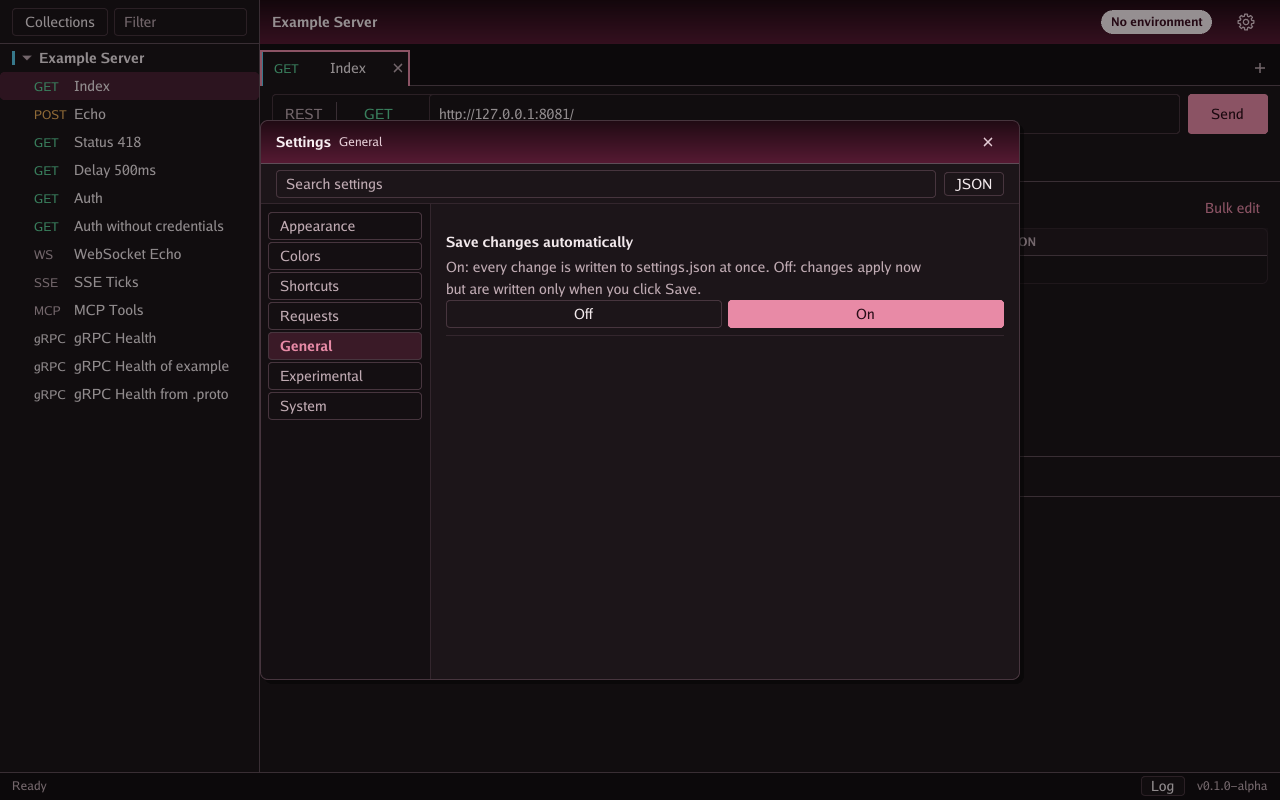 Collections
Filter
Example Server
No environment
Example Server
GET Index
POST Echo
GET Status 418
GET Delay 500ms
GET Auth
GET Auth without credentials
WS WebSocket Echo
SSE SSE Ticks
MCP MCP Tools
gRPC gRPC Health
gRPC gRPC Health of example
gRPC gRPC Health from .proto
GET Index
REST GET http://127.0.0.1:8081/
Send
Bulk edit
ON
Settings General
Search settings
JSON
Appearance
Colors
Shortcuts
Requests
General
Experimental
System
Save changes automatically
On: every change is written to settings.json at once. Off: changes apply now
but are written only when you click Save.
Off
On
Ready
Log
v0.1.0-alpha